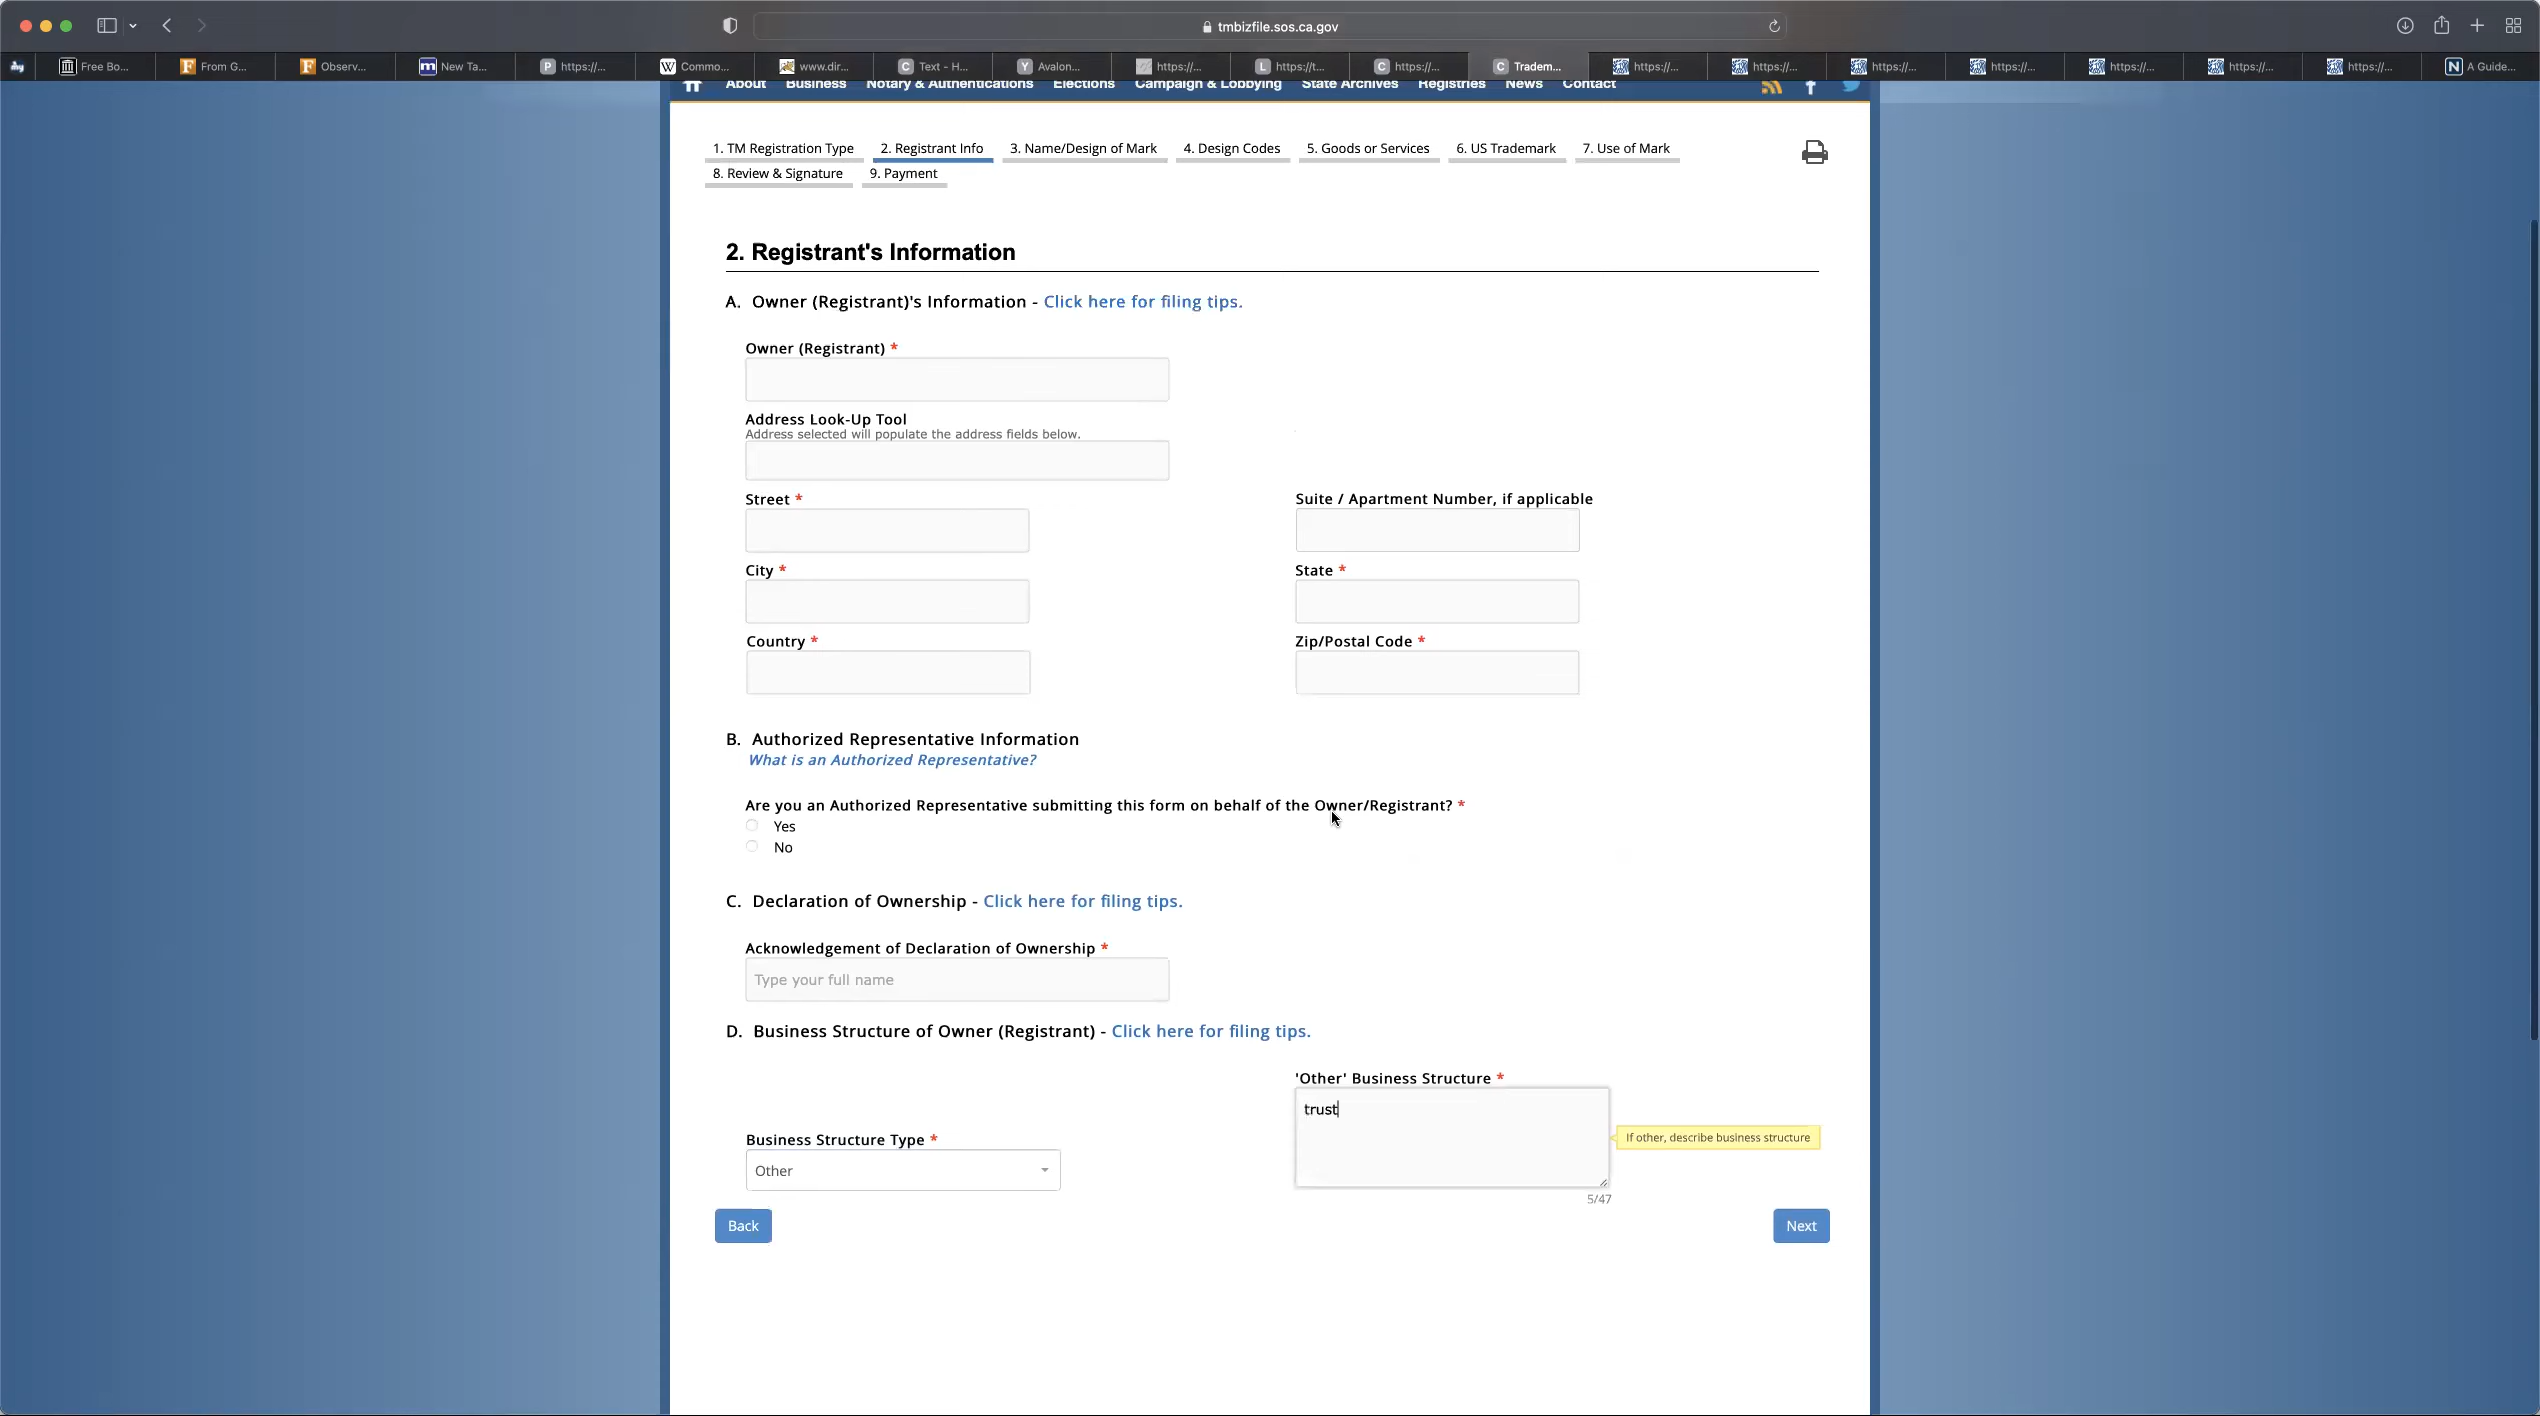 tmbizfile.sos.ca.gov
Free Bo...
From G...
Observ...
New Ta...
https://...
Commo...
www.dir...
Text - H...
Avalon...
https://...
https://t...
https://...
Tradem...
https://...
https://...
https://...
https://...
https://...
https://...
https://...
A Guide...
About Business Notary & Authentications Elections Campaign & Lobbying State Archives Registries News Contact
1. TM Registration Type 2. Registrant Info 3. Name/Design of Mark 4. Design Codes 5. Goods or Services 6. US Trademark 7. Use of Mark
8. Review & Signature 9. Payment
2. Registrant's Information
A. Owner (Registrant)'s Information - Click here for filing tips.
Owner (Registrant) *
Address Look-Up Tool
Address selected will populate the address fields below.
Street *
Suite / Apartment Number, if applicable
City *
State *
Country *
Zip/Postal Code *
B. Authorized Representative Information
What is an Authorized Representative?
Are you an Authorized Representative submitting this form on behalf of the Owner/Registrant? *
Yes
No
C. Declaration of Ownership - Click here for filing tips.
Acknowledgement of Declaration of Ownership *
Type your full name
D. Business Structure of Owner (Registrant) - Click here for filing tips.
'Other' Business Structure *
trust
If other, describe business structure
Business Structure Type *
Other
5/47
Back
Next